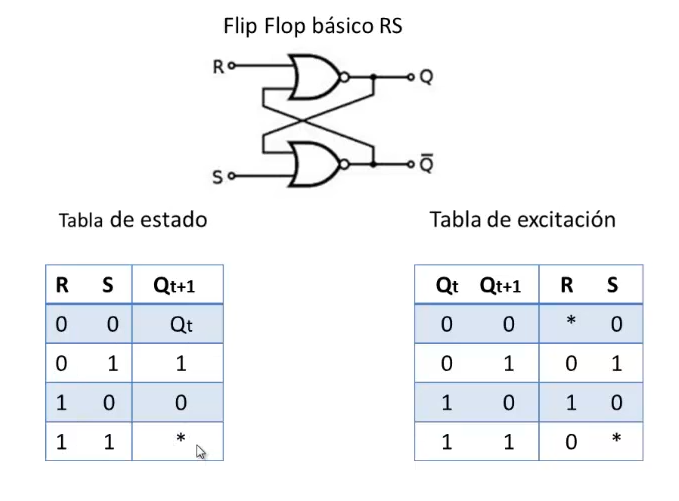 Flip Flop básico RS
R
Q
S
Q̅
Tabla de estado
R S Qt+1
0 0 Qt
0 1 1
1 0 0
1 1 *
Tabla de excitación
Qt Qt+1 R S
0 0 * 0
0 1 0 1
1 0 1 0
1 1 0 *